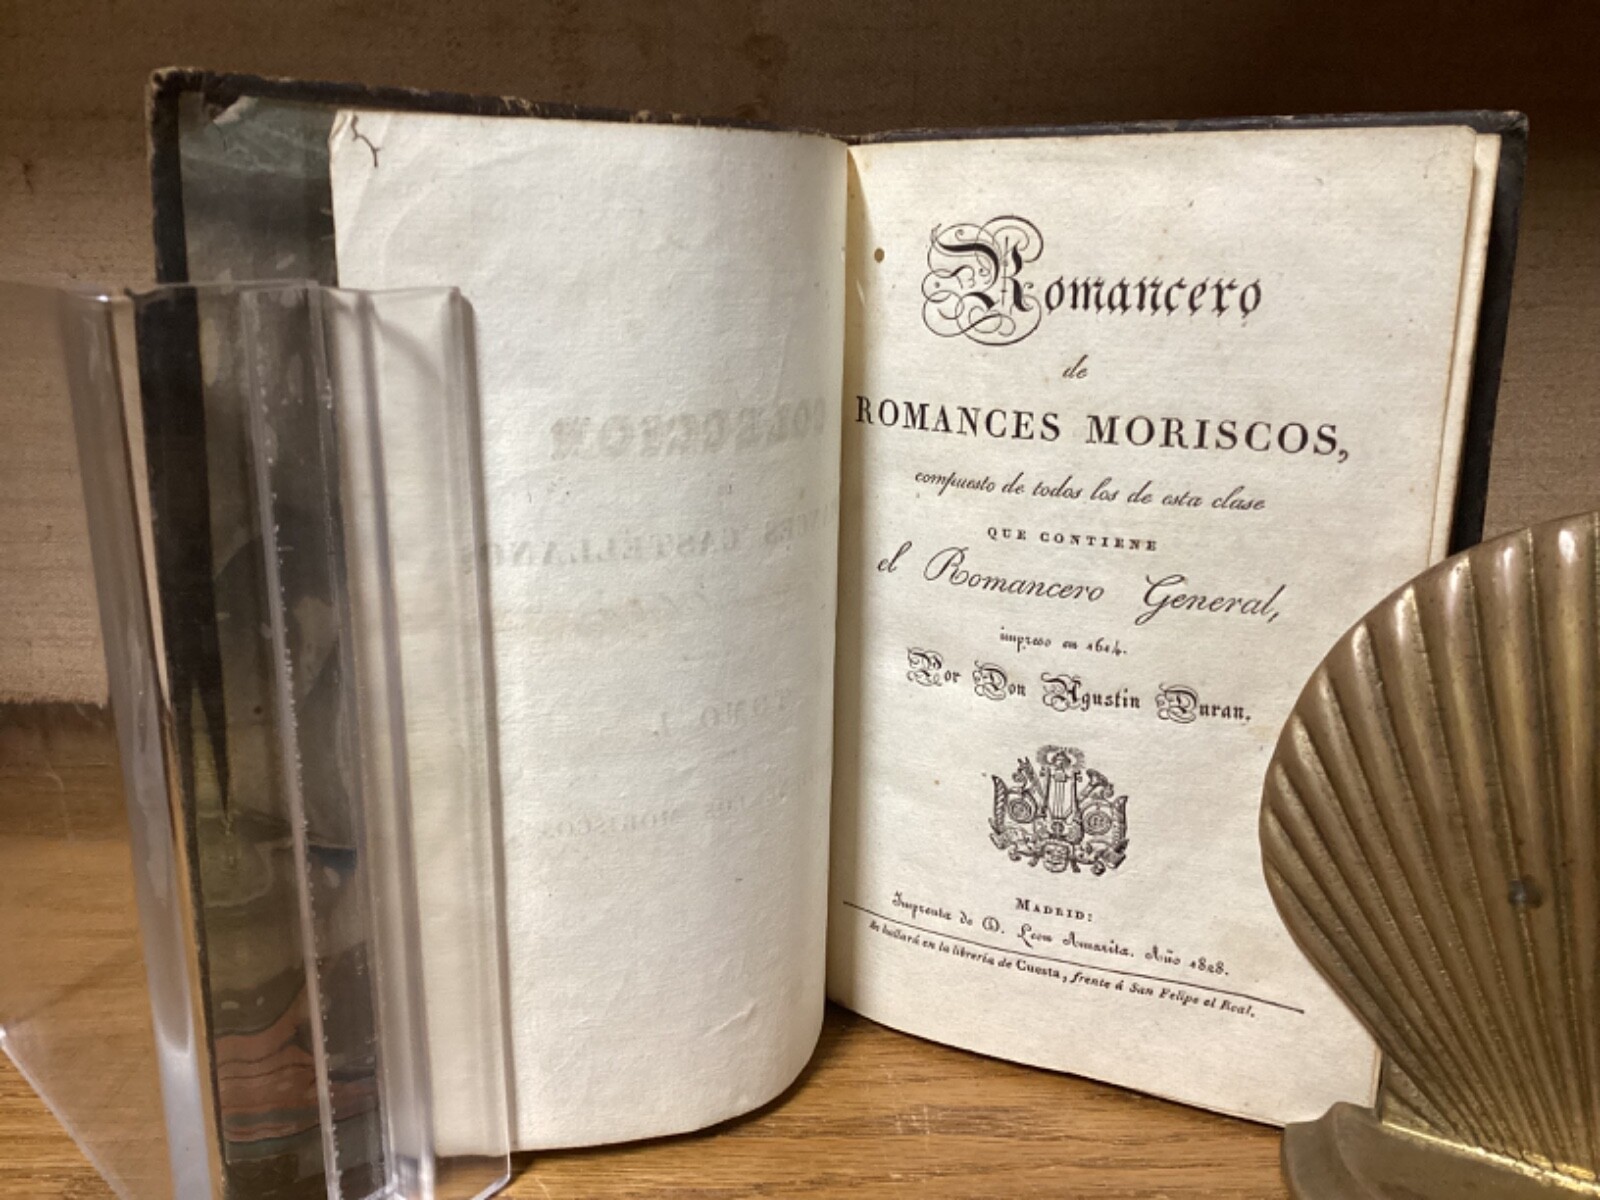 Romancero
de
ROMANCES MORISCOS,
compuesto de todos los de esta clase
QUE CONTIENE
el Romancero General,
impreso en 1614.
Por Don Agustin Duran.
MADRID:
Imprenta de D. Leon Amarita. Año 1828.
Se hallará en la librería de Cuesta, frente á San Felipe el Real.